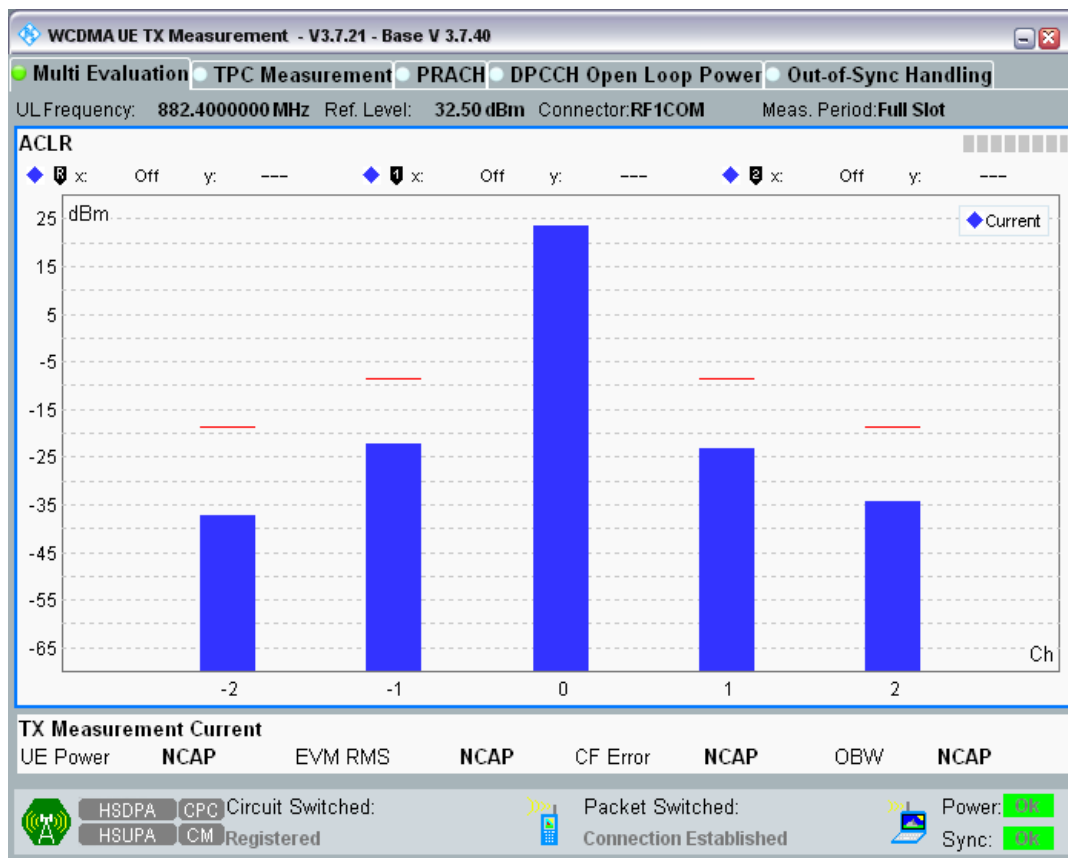 WCDMA UE TX Measurement - V3.7.21 - Base V 3.7.40
Multi Evaluation TPC Measurement PRACH DPCCH Open Loop Power Out-of-Sync Handling
UL Frequency: 882.4000000 MHz Ref. Level: 32.50 dBm Connector:RF1COM Meas. Period:Full Slot
ACLR
R x: Off y: --- 1 x: Off y: --- 2 x: Off y: ---
dBm
Current
25
15
5
-5
-15
-25
-35
-45
-55
-65
Ch
-2 -1 0 1 2
TX Measurement Current
UE Power NCAP EVM RMS NCAP CF Error NCAP OBW NCAP
HSDPA CPC Circuit Switched: Packet Switched: Power: Ok
HSUPA CM Registered Connection Established Sync: Ok